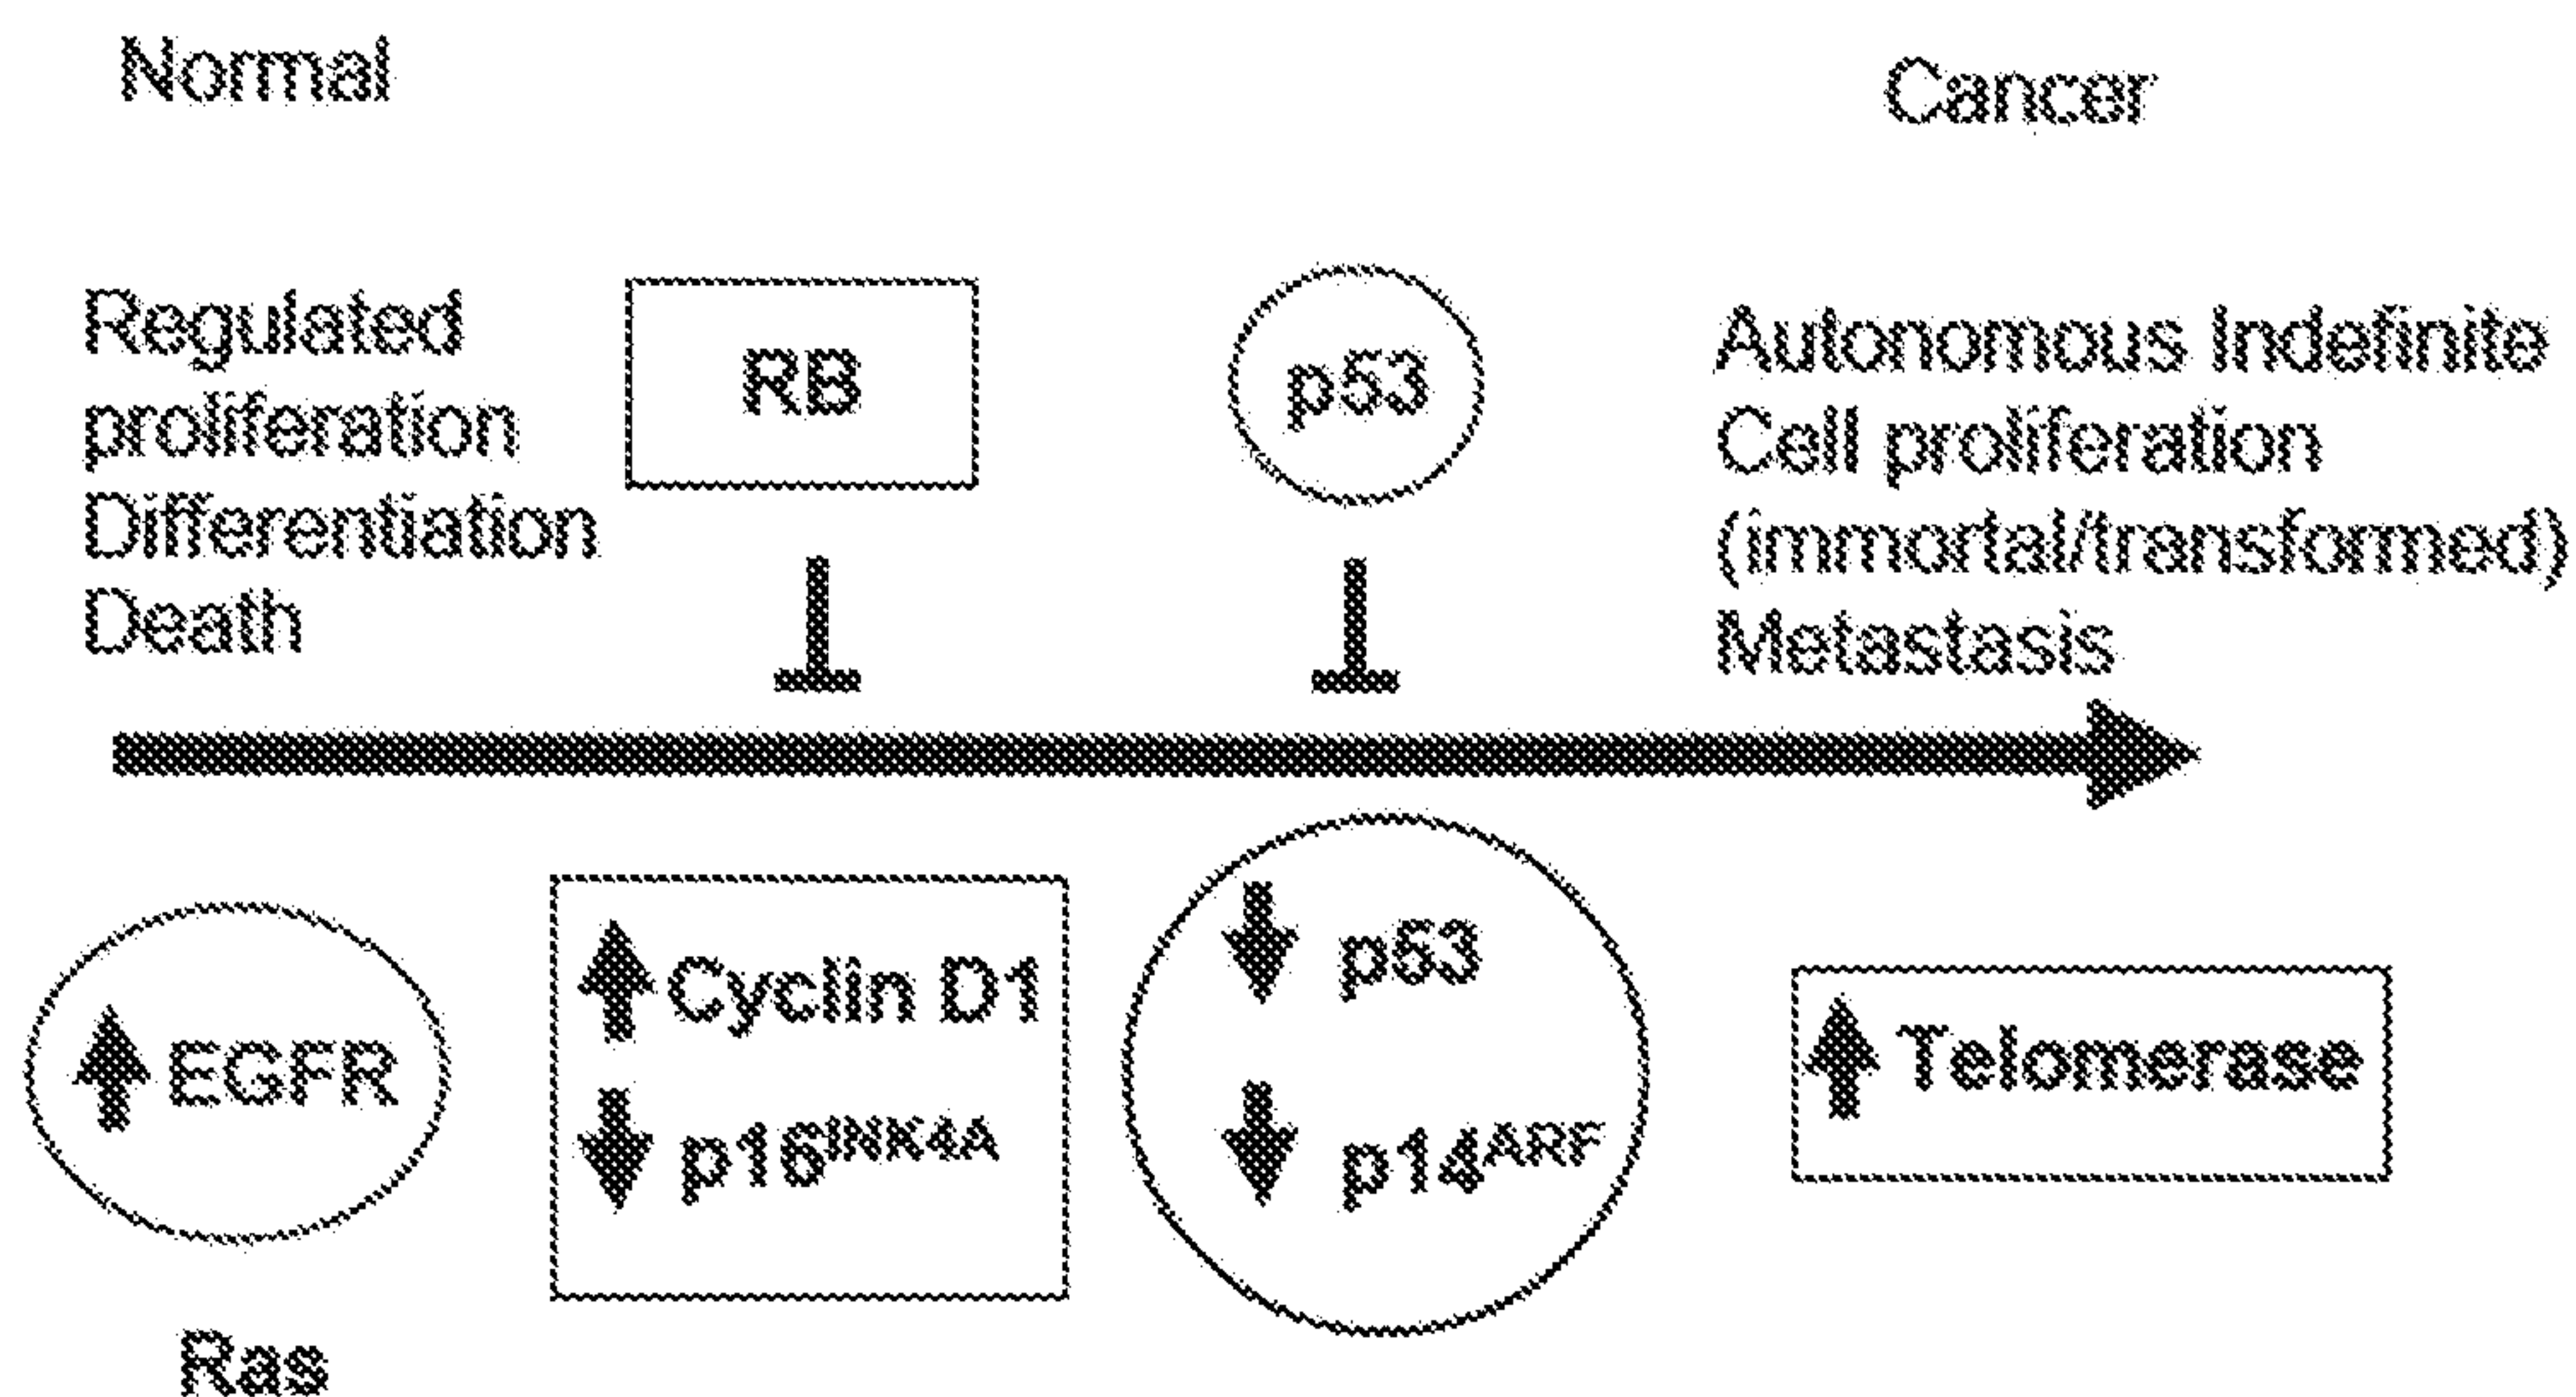 Normal
Cancer
Regulated
proliferation
Differentiation
Death
RB
p53
Autonomous Indefinite
Cell proliferation
(immortal/transformed)
Metastasis
EGFR
Ras
Cyclin D1
p16INK4A
p53
p14ARF
Telomerase